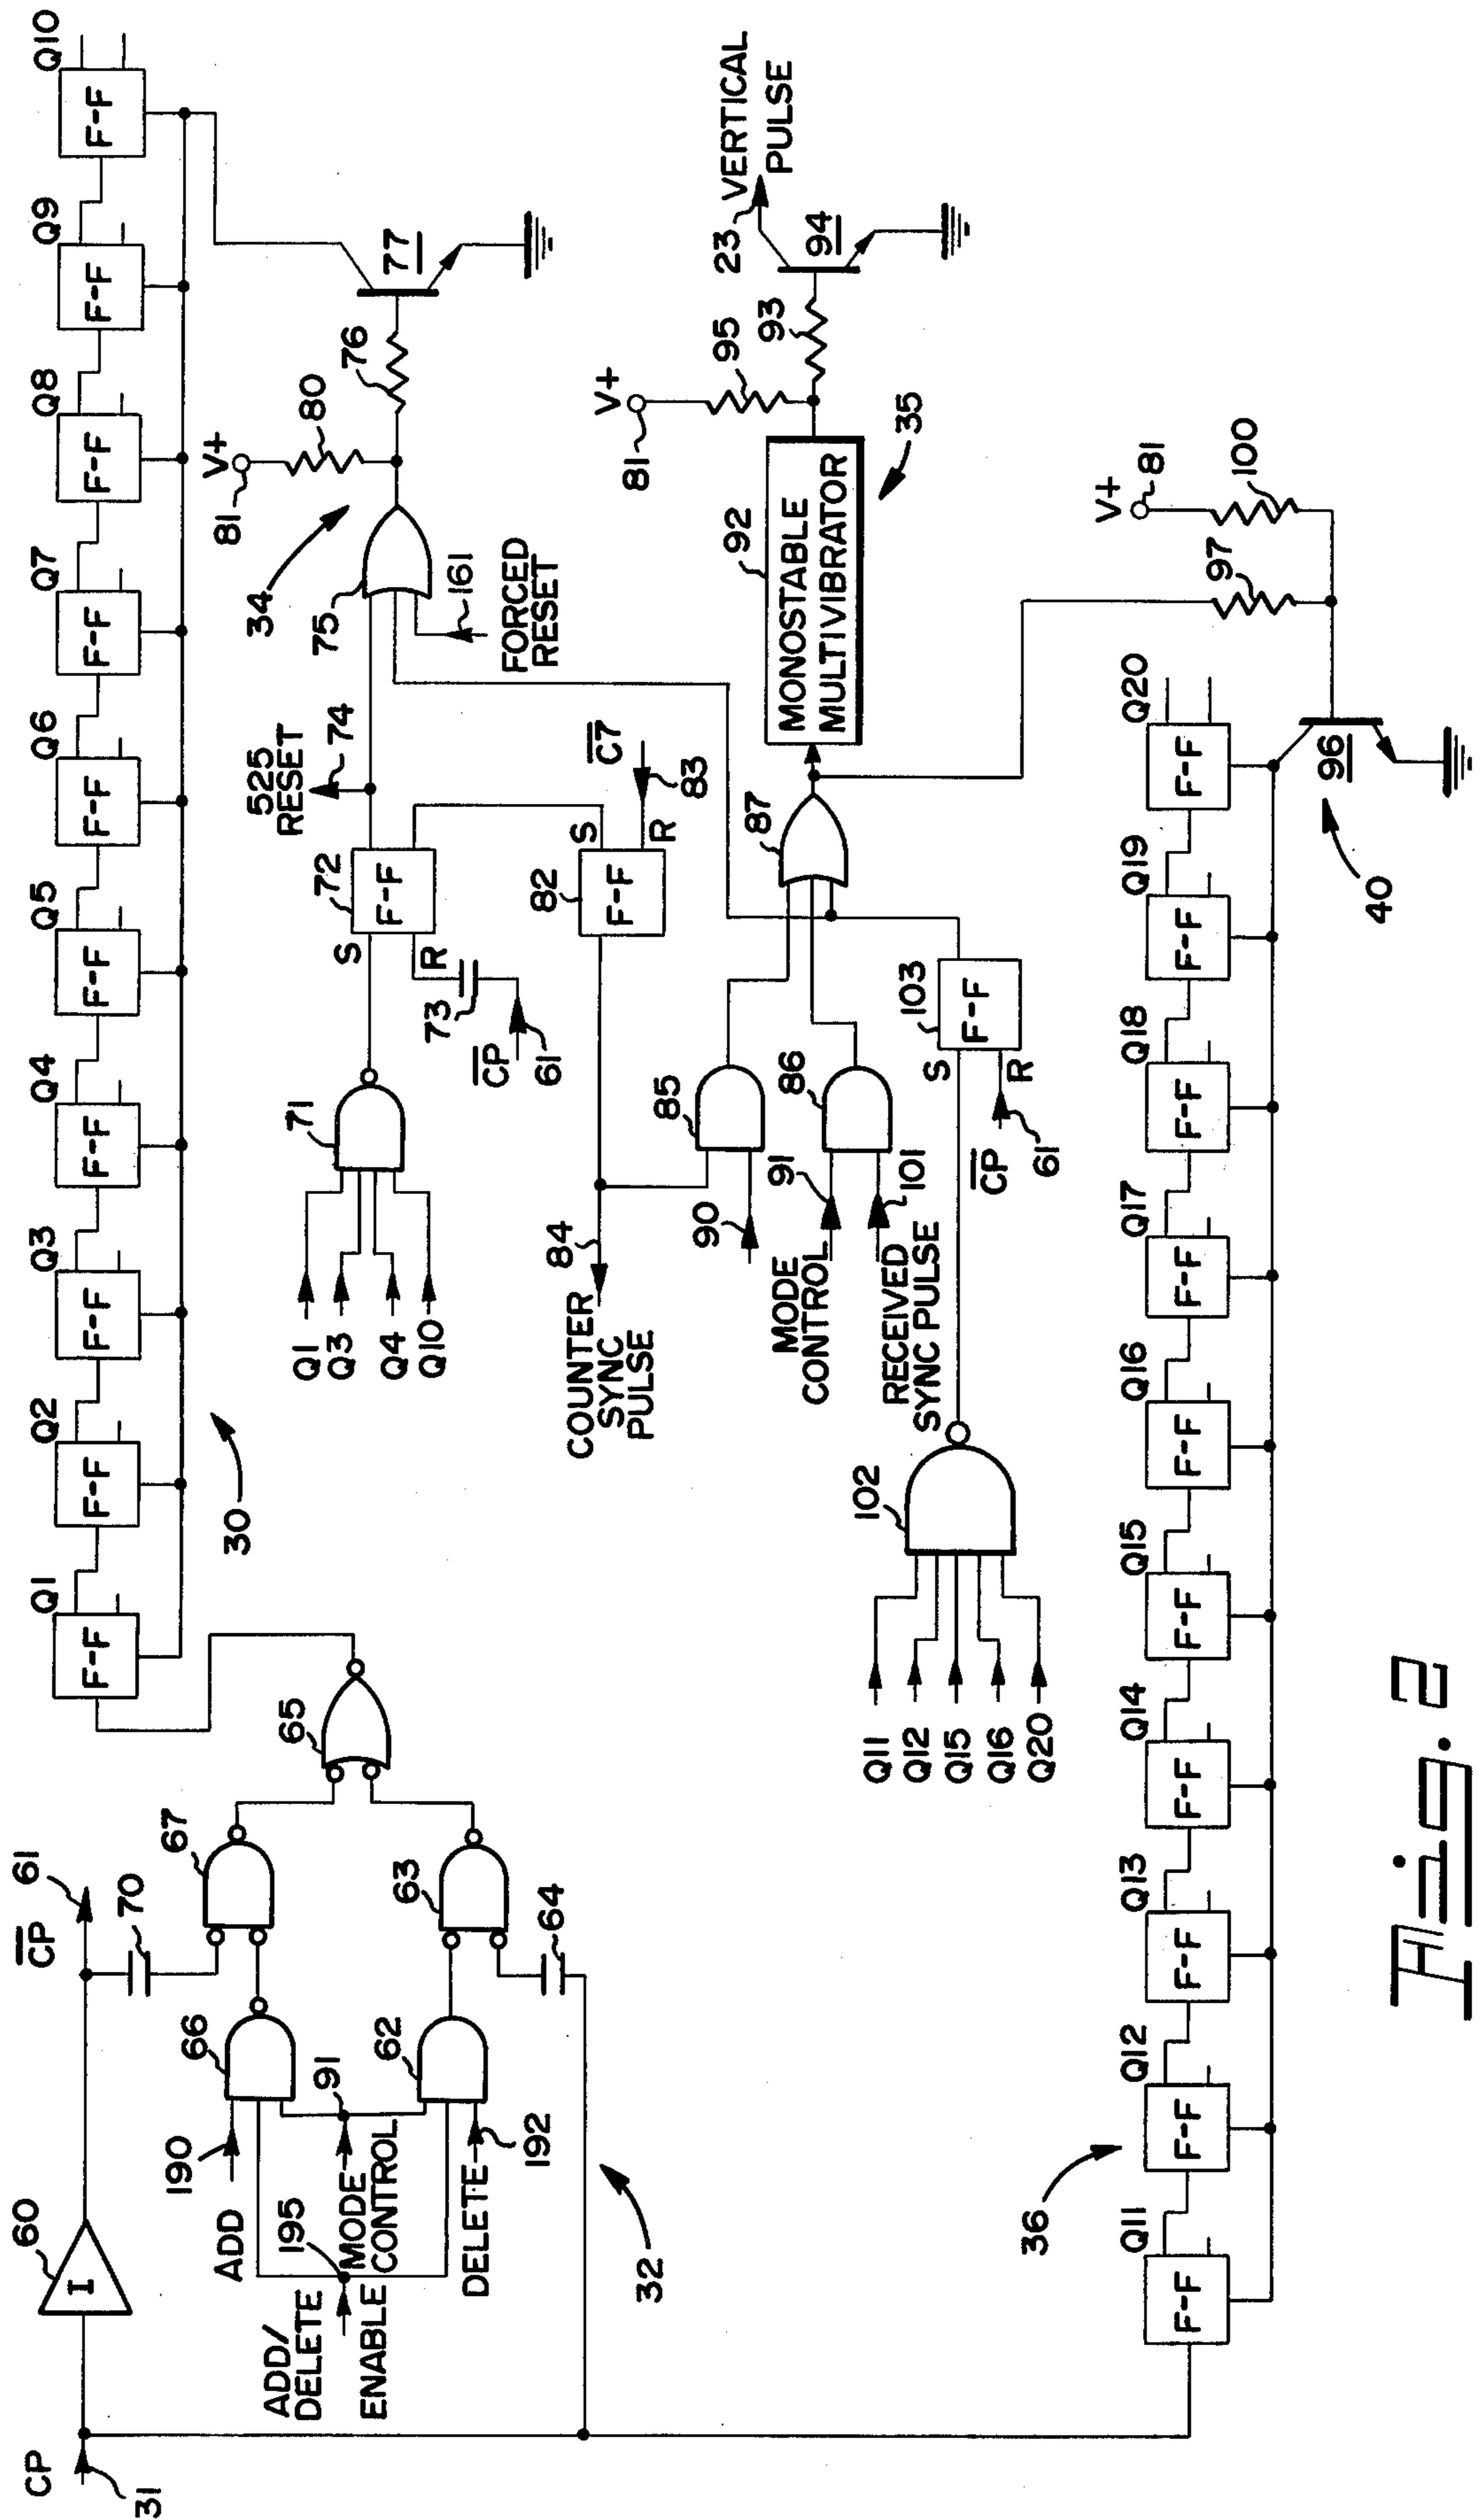 CP
31
60
I
CP
61
70
67
66
190
ADD
195
ADD/
DELETE
ENABLE
MODE
CONTROL
91
62
63
64
DELETE
192
32
65
30
Q1
Q2
Q3
Q4
Q5
Q6
Q7
Q8
Q9
Q10
F-F
F-F
F-F
F-F
F-F
F-F
F-F
F-F
F-F
F-F
Q1
Q3
Q4
Q10
71
S
R
72
F-F
73
CP
61
525
RESET
74
75
34
81
V+
80
76
77
FORCED
RESET
161
COUNTER
SYNC
PULSE
84
82
F-F
S
R
C7
83
85
90
91
MODE
CONTROL
86
101
RECEIVED
SYNC PULSE
87
92
MONOSTABLE
MULTIVIBRATOR
35
81
V+
95
93
94
23
VERTICAL
PULSE
Q11
Q12
Q15
Q16
Q20
102
S
R
103
F-F
CP
61
36
Q11
Q12
Q13
Q14
Q15
Q16
Q17
Q18
Q19
Q20
F-F
F-F
F-F
F-F
F-F
F-F
F-F
F-F
F-F
F-F
40
96
97
V+
81
100
Fig. 2